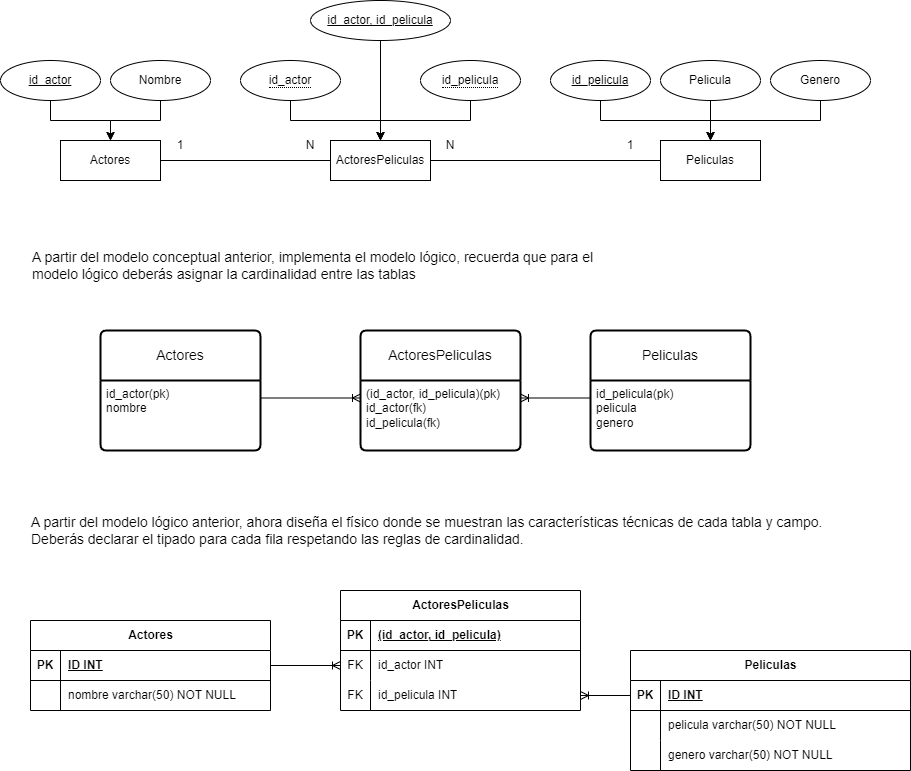 id_actor, id_pelicula
id_actor
Nombre
id_actor
id_pelicula
id_pelicula
Pelicula
Genero
1
N
N
1
Actores
ActoresPeliculas
Peliculas
A partir del modelo conceptual anterior, implementa el modelo lógico, recuerda que para el
modelo lógico deberás asignar la cardinalidad entre las tablas
Actores
id_actor(pk)
nombre
ActoresPeliculas
(id_actor, id_pelicula)(pk)
id_actor(fk)
id_pelicula(fk)
Peliculas
id_pelicula(pk)
pelicula
genero
A partir del modelo lógico anterior, ahora diseña el físico donde se muestran las características técnicas de cada tabla y campo.
Deberás declarar el tipado para cada fila respetando las reglas de cardinalidad.
Actores
PK ID INT
nombre varchar(50) NOT NULL
ActoresPeliculas
PK (id_actor, id_pelicula)
FK id_actor INT
FK id_pelicula INT
Peliculas
PK ID INT
pelicula varchar(50) NOT NULL
genero varchar(50) NOT NULL